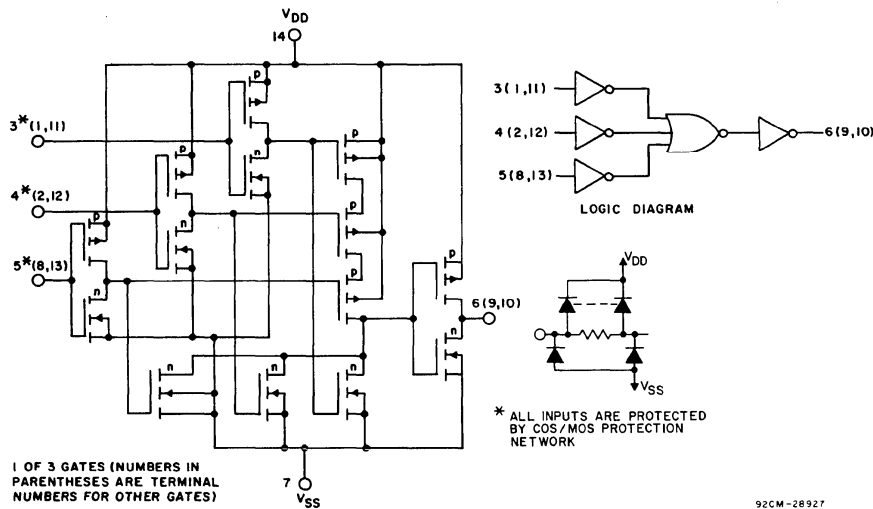 VDD
14
p
3*(1,11)
n
p
4*(2,12)
p
n
p
p
5*(8,13)
n
p
p
6(9,10)
n
n
n
n
7
VSS
1 OF 3 GATES (NUMBERS IN
PARENTHESES ARE TERMINAL
NUMBERS FOR OTHER GATES)
3(1,11)
4(2,12)
5(8,13)
6(9,10)
LOGIC DIAGRAM
VDD
VSS
* ALL INPUTS ARE PROTECTED
BY COS/MOS PROTECTION
NETWORK
92CM-28927